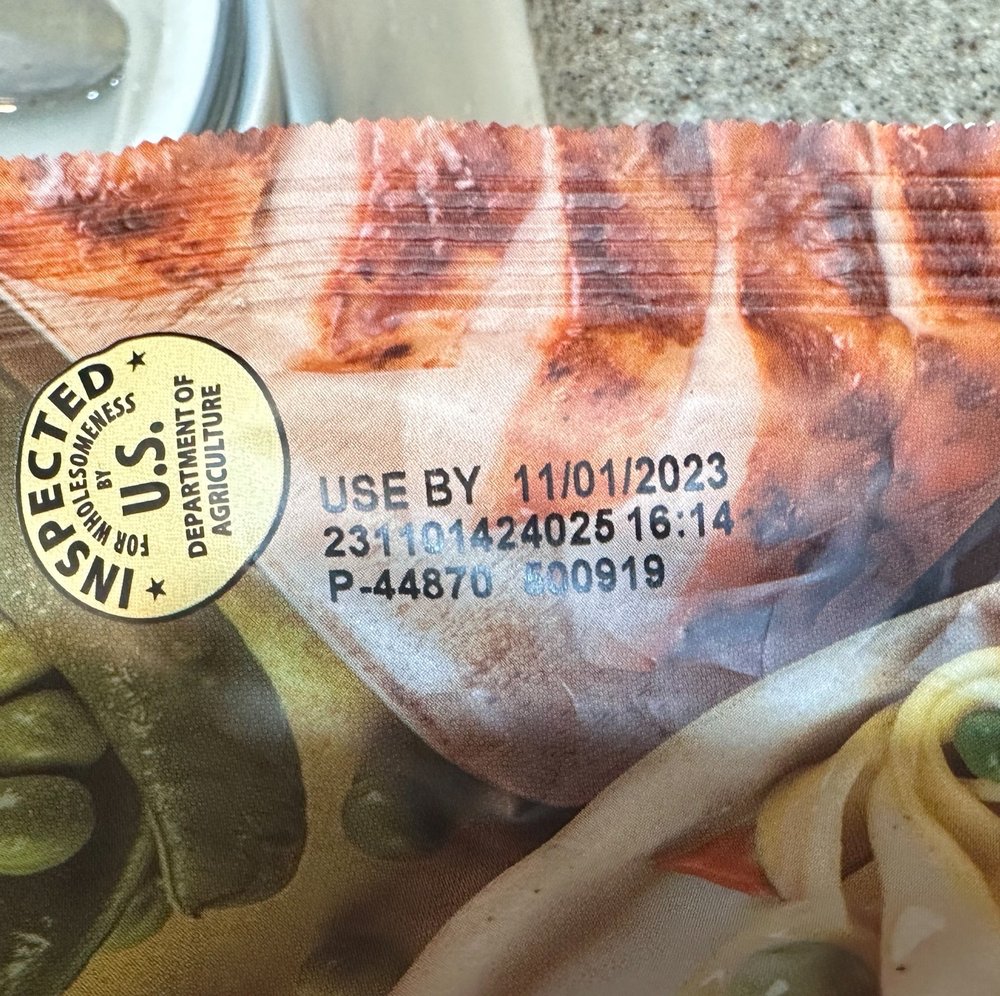 INSPECTED
FOR WHOLESOMENESS
BY
U.S.
DEPARTMENT OF
AGRICULTURE
USE BY 11/01/2023
231101424025 16:14
P-44870 500919